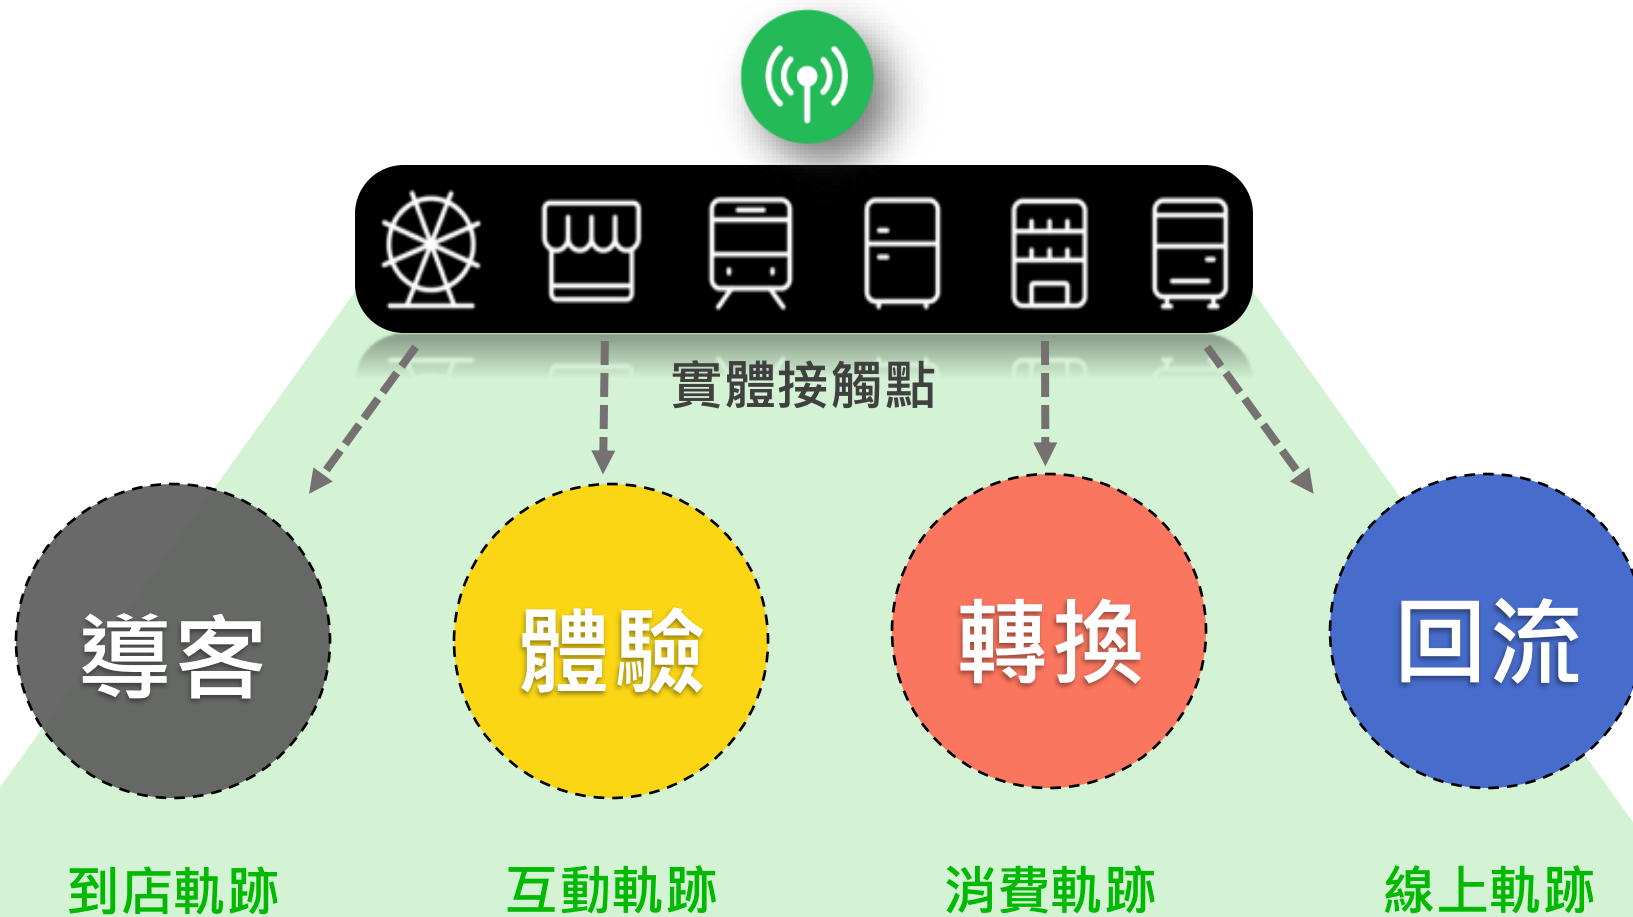 實體接觸點
導客
體驗
轉換
回流
到店軌跡
互動軌跡
消費軌跡
線上軌跡